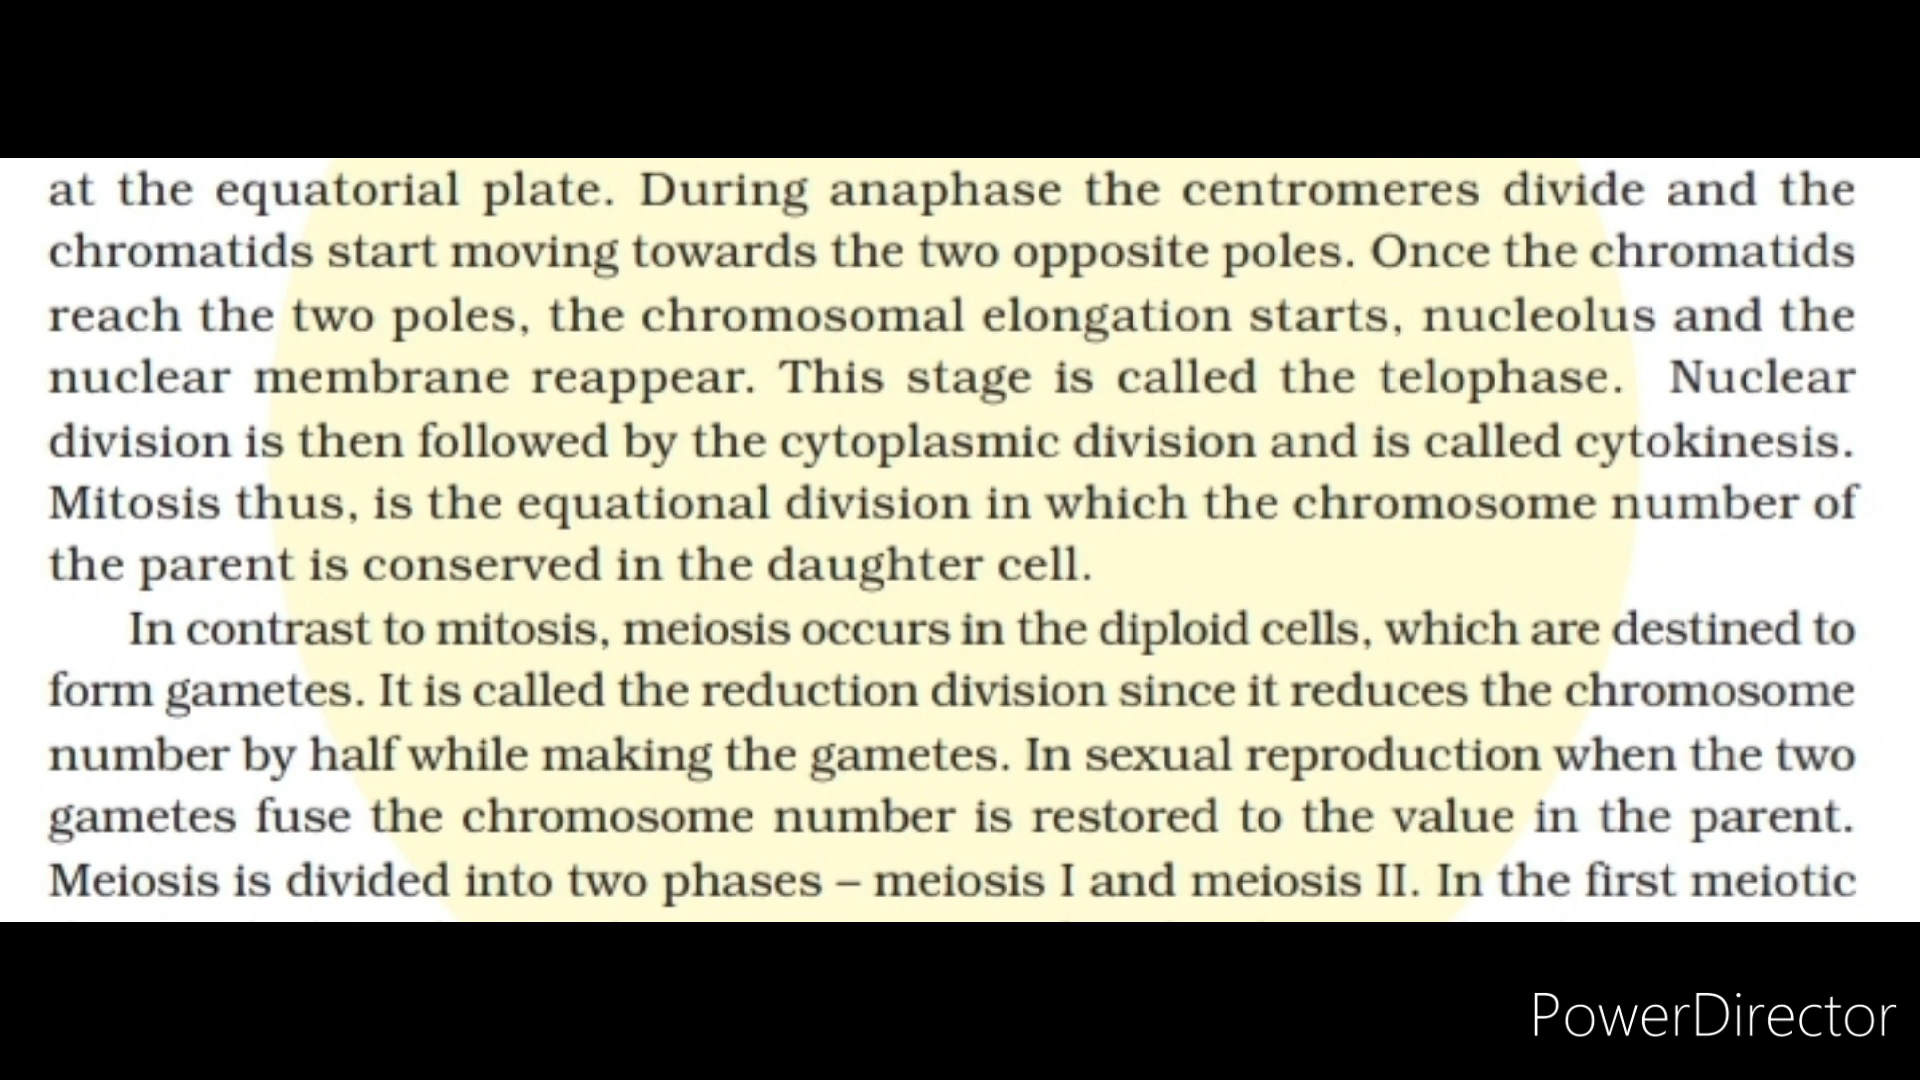 at the equatorial plate. During anaphase the centromeres divide and the
chromatids start moving towards the two opposite poles. Once the chromatids
reach the two poles, the chromosomal elongation starts, nucleolus and the
nuclear membrane reappear. This stage is called the telophase. Nuclear
division is then followed by the cytoplasmic division and is called cytokinesis.
Mitosis thus, is the equational division in which the chromosome number of
the parent is conserved in the daughter cell.
In contrast to mitosis, meiosis occurs in the diploid cells, which are destined to
form gametes. It is called the reduction division since it reduces the chromosome
number by half while making the gametes. In sexual reproduction when the two
gametes fuse the chromosome number is restored to the value in the parent.
Meiosis is divided into two phases – meiosis I and meiosis II. In the first meiotic
PowerDirector